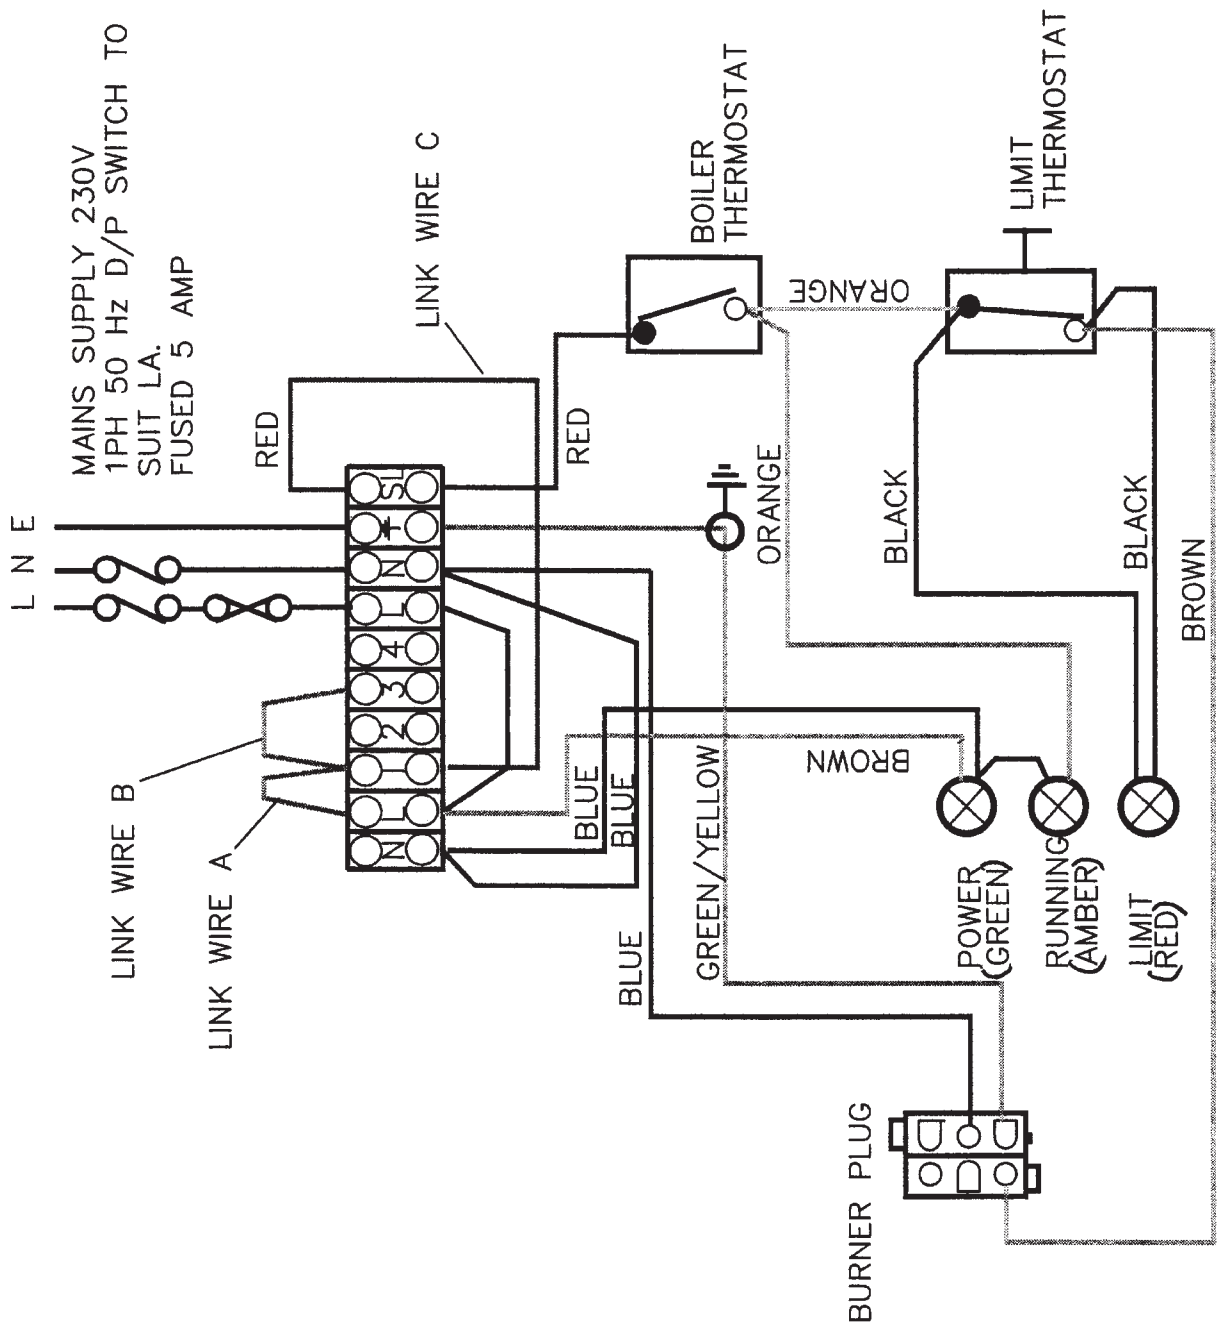 MAINS SUPPLY 230V
1PH 50 Hz D/P SWITCH TO
SUIT LA.
FUSED 5 AMP
L N E
LINK WIRE B
LINK WIRE A
RED
LINK WIRE C
N L 1 2 3 4 L N SL
RED
BLUE
BLUE
BLUE
GREEN/YELLOW
ORANGE
BOILER
THERMOSTAT
ORANGE
BROWN
BLACK
LIMIT
THERMOSTAT
BLACK
BROWN
POWER
(GREEN)
RUNNING
(AMBER)
LIMIT
(RED)
BURNER PLUG